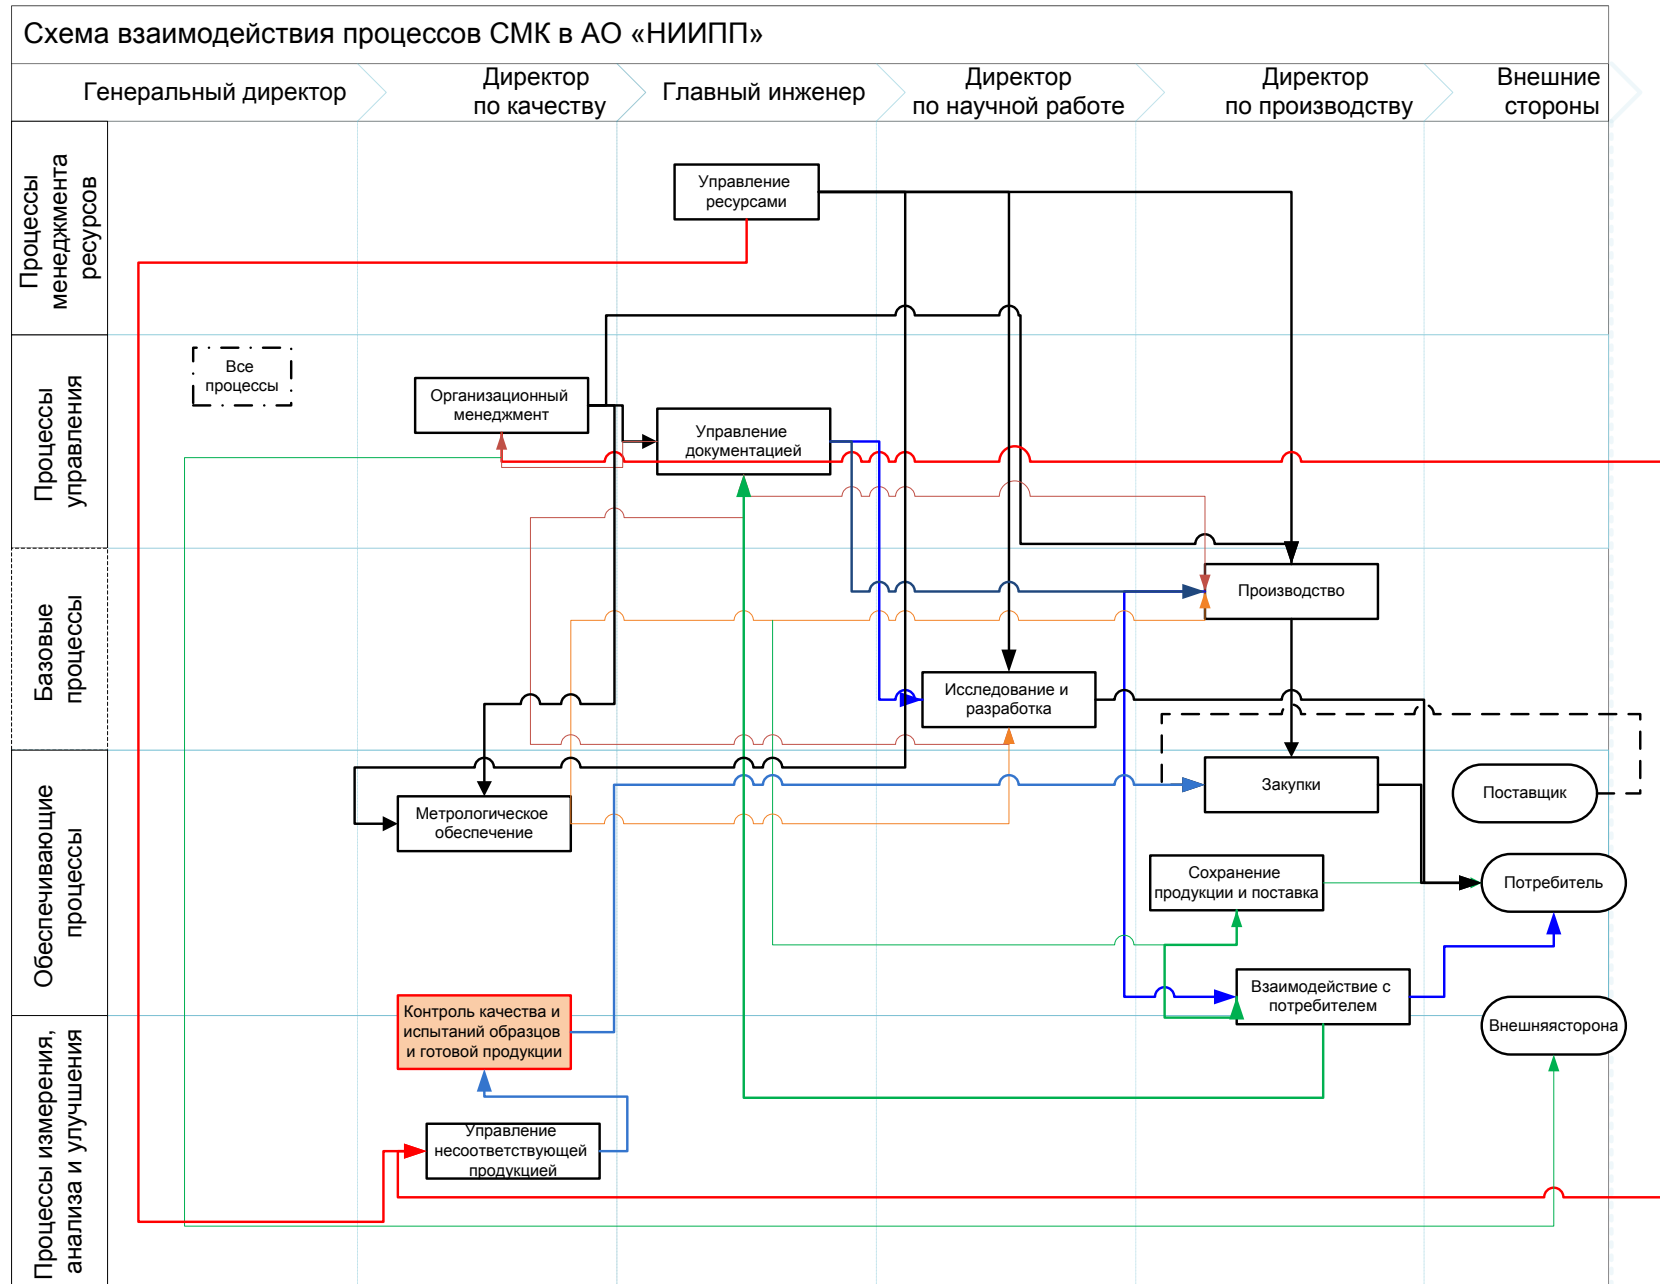 Схема взаимодействия процессов СМК в АО «НИИПП»
Генеральный директор
Директор
по качеству
Главный инженер
Директор
по научной работе
Директор
по производству
Внешние
стороны
Процессы
менеджмента
ресурсов
Управление
ресурсами
Процессы
управления
Все
процессы
Организационный
менеджмент
Управление
документацией
Базовые
процессы
Производство
Исследование и
разработка
Обеспечивающие
процессы
Метрологическое
обеспечение
Закупки
Поставщик
Сохранение
продукции и поставка
Потребитель
Взаимодействие с
потребителем
Процессы измерения,
анализа и улучшения
Контроль качества и
испытаний образцов
и готовой продукции
Внешняясторона
Управление
несоответствующей
продукцией